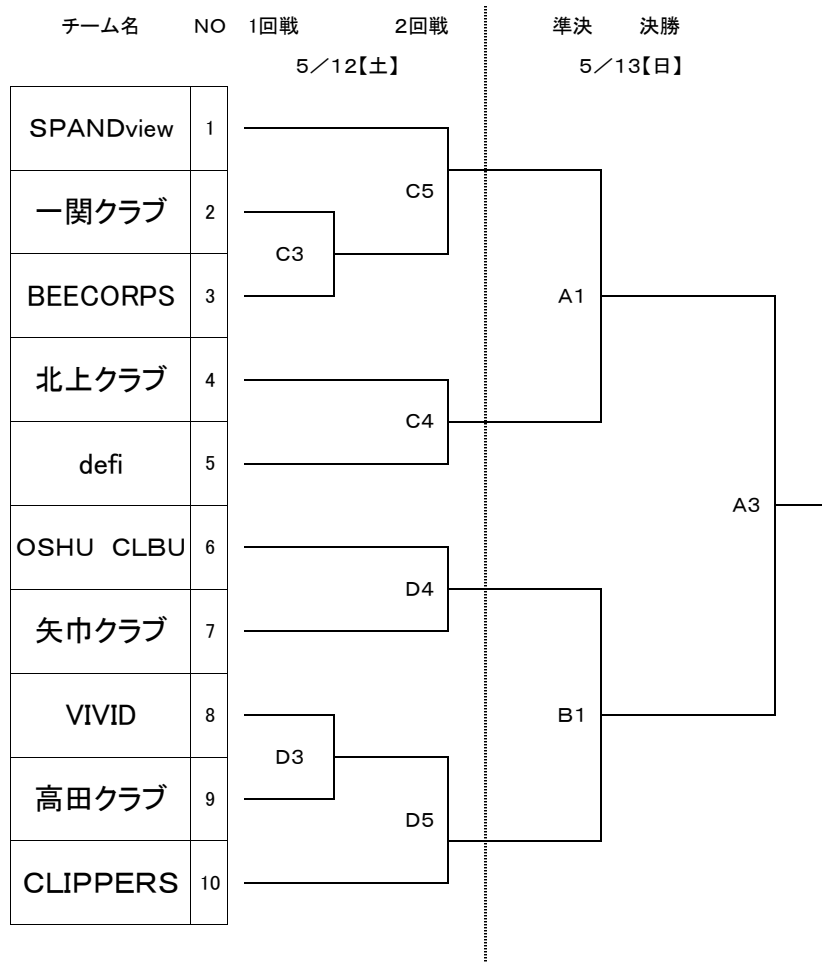 チーム名 NO 1回戦 2回戦 準決 決勝
5／12【土】 5／13【日】
SPANDview 1
C5
一関クラブ 2
C3
BEECORPS 3
A1
北上クラブ 4
C4
defi 5
A3
OSHU　CLBU 6
D4
矢巾クラブ 7
VIVID 8
B1
D3
高田クラブ 9
D5
CLIPPERS 10